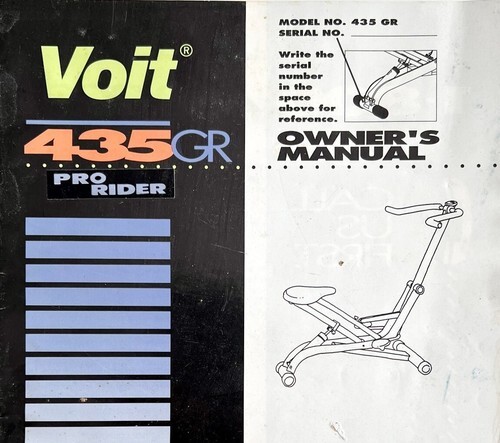 Voit®
435GR
PRO
RIDER
MODEL NO. 435 GR
SERIAL NO.
Write the
serial
number
in the
space
above for
reference.
OWNER'S
MANUAL